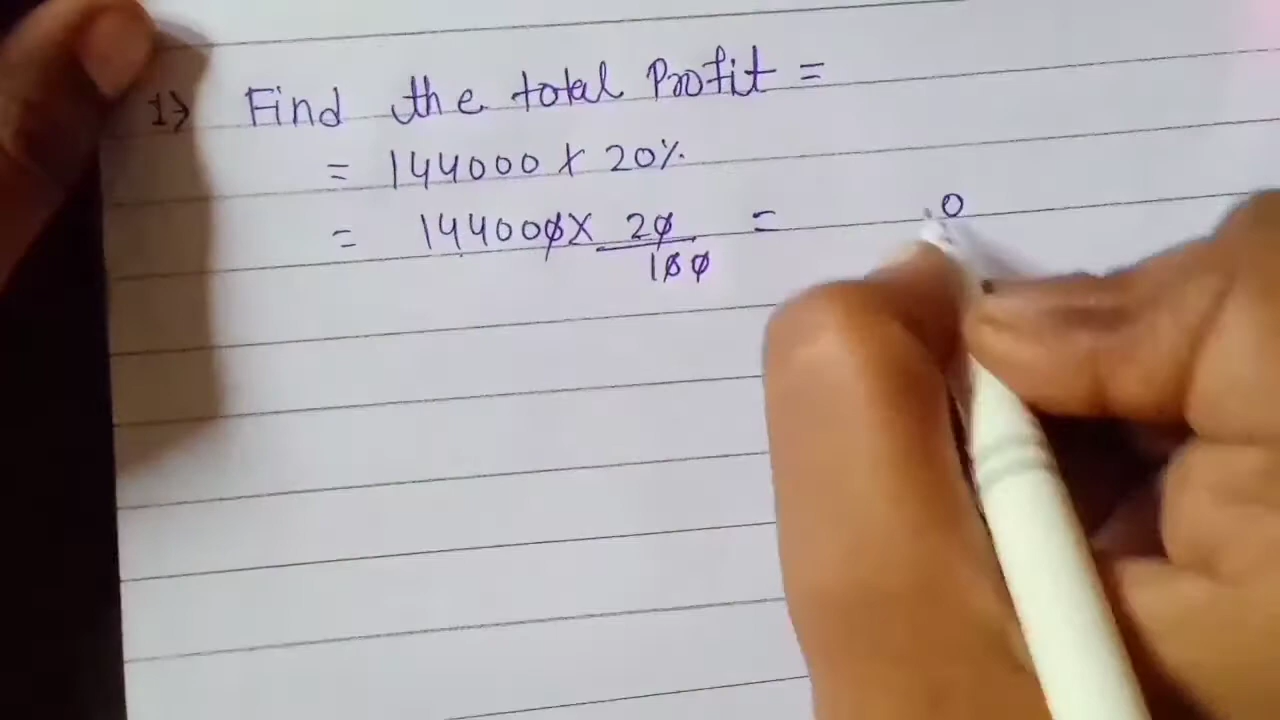 1) Find the total Profit =
= 144000 X 20%
= 144000 X 20 = 0
100